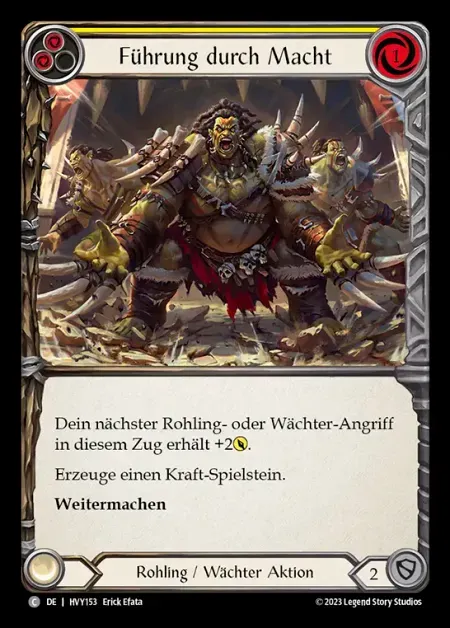 Führung durch Macht
1
Dein nächster Rohling- oder Wächter-Angriff
in diesem Zug erhält +2.
Erzeuge einen Kraft-Spielstein.
Weitermachen
Rohling / Wächter Aktion
2
C DE | HVY153 Erick Efata
© 2023 Legend Story Studios